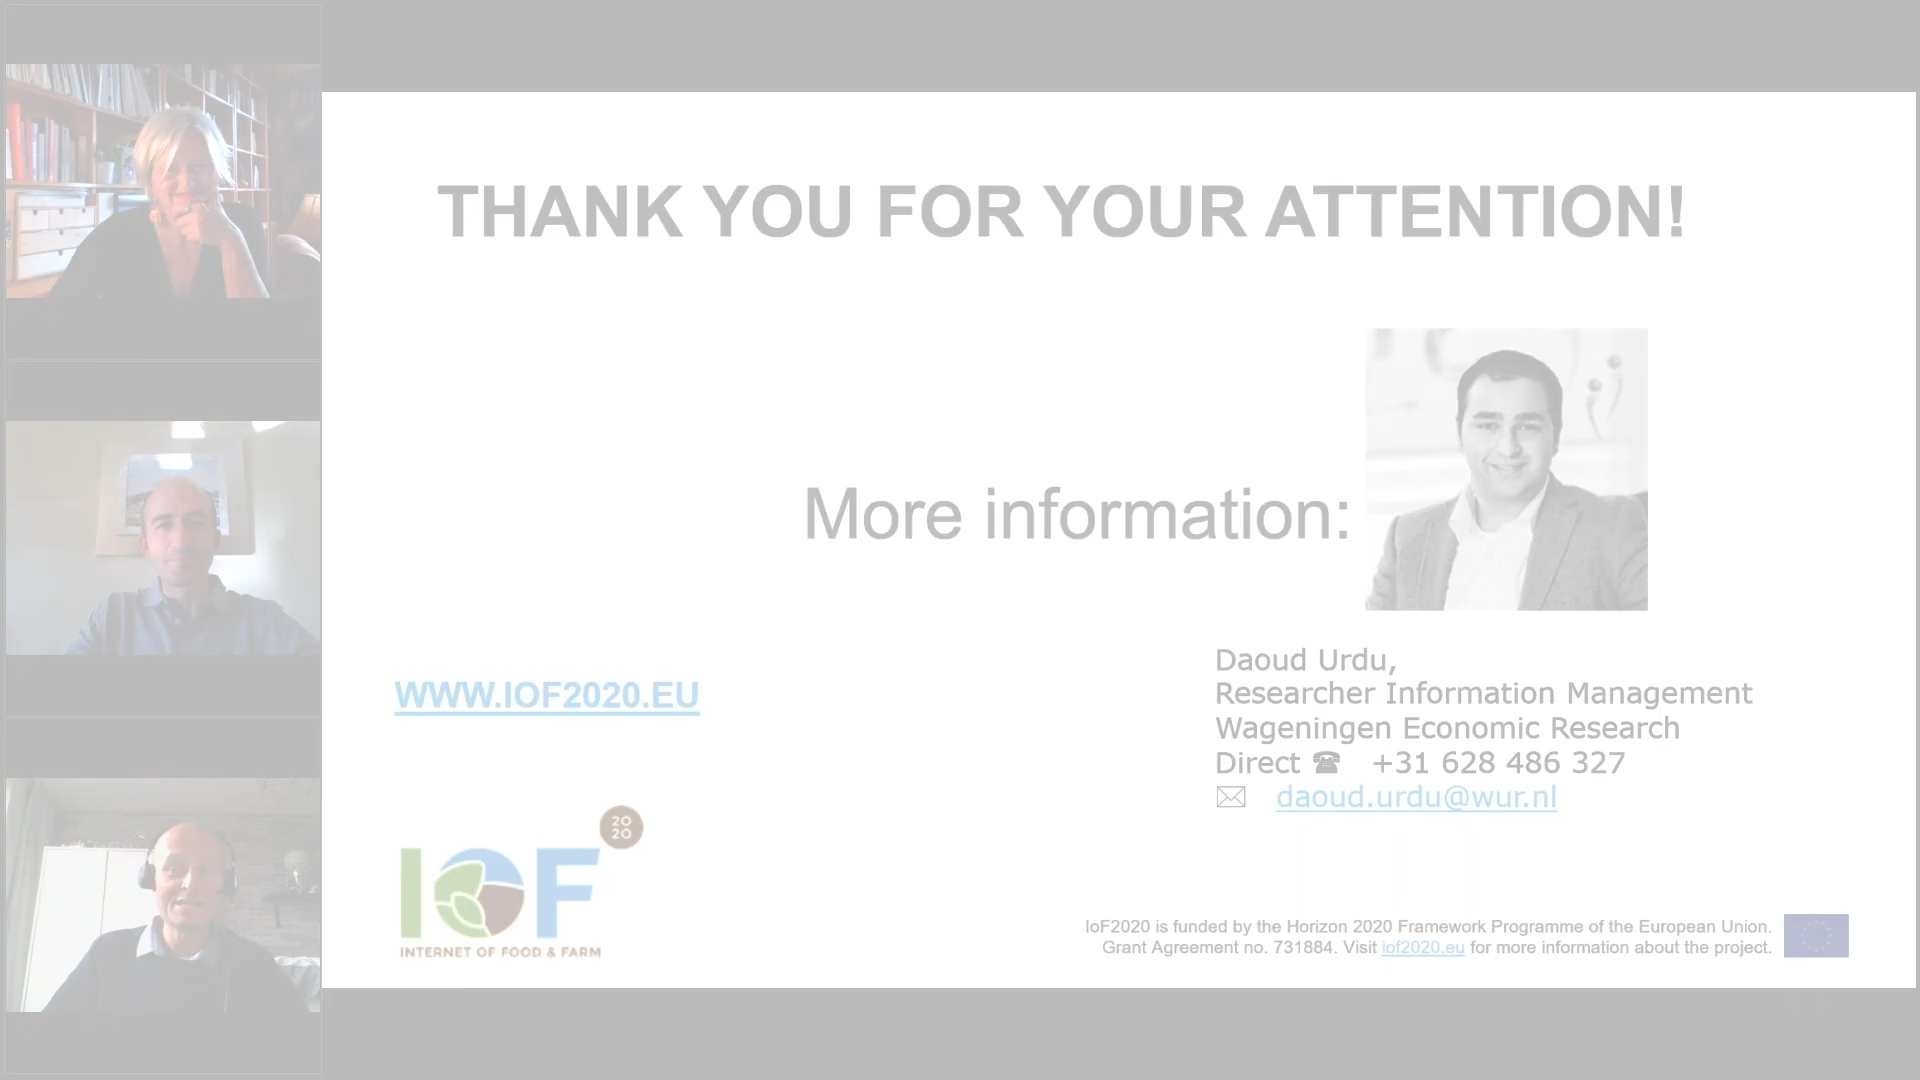 THANK YOU FOR YOUR ATTENTION!
More information:
Daoud Urdu,
Researcher Information Management
Wageningen Economic Research
Direct ☎ +31 628 486 327
✉ daoud.urdu@wur.nl
WWW.IOF2020.EU
20
20
IOF
INTERNET OF FOOD & FARM
IoF2020 is funded by the Horizon 2020 Framework Programme of the European Union.
Grant Agreement no. 731884. Visit iof2020.eu for more information about the project.